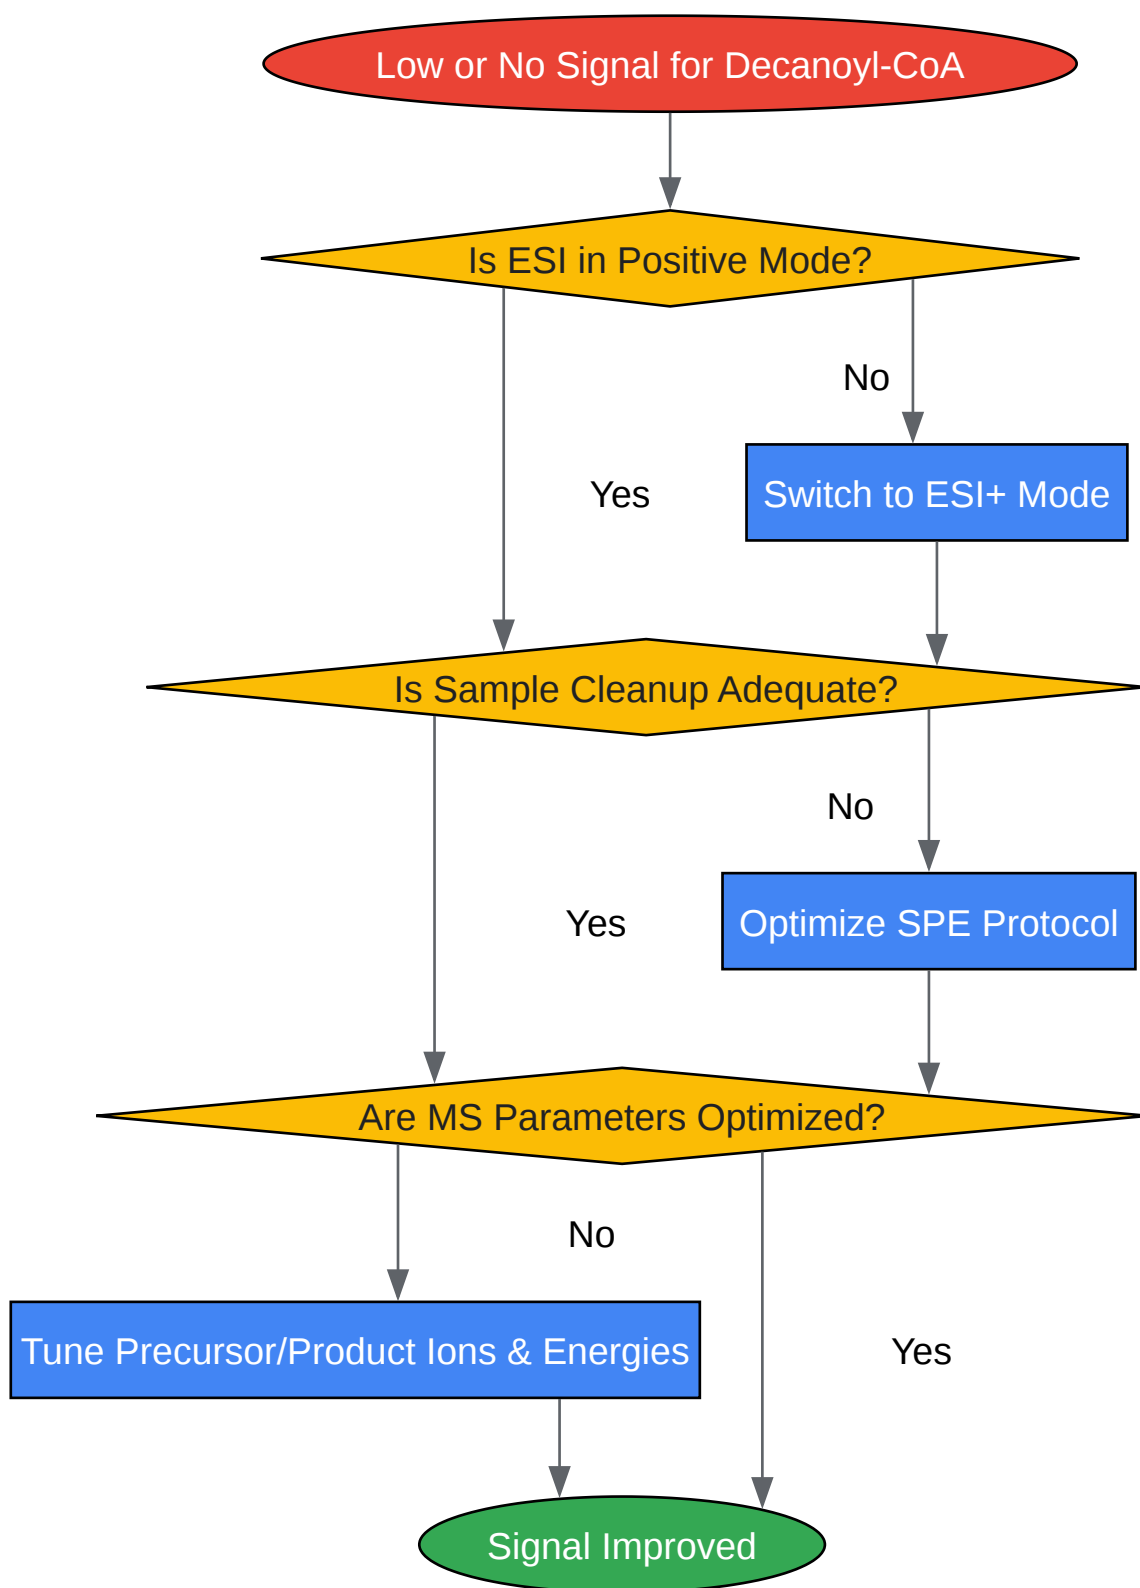 Low or No Signal for Decanoyl-CoA
Is ESI in Positive Mode?
No
Yes
Switch to ESI+ Mode
Is Sample Cleanup Adequate?
No
Yes
Optimize SPE Protocol
Are MS Parameters Optimized?
No
Tune Precursor/Product Ions & Energies
Yes
Signal Improved